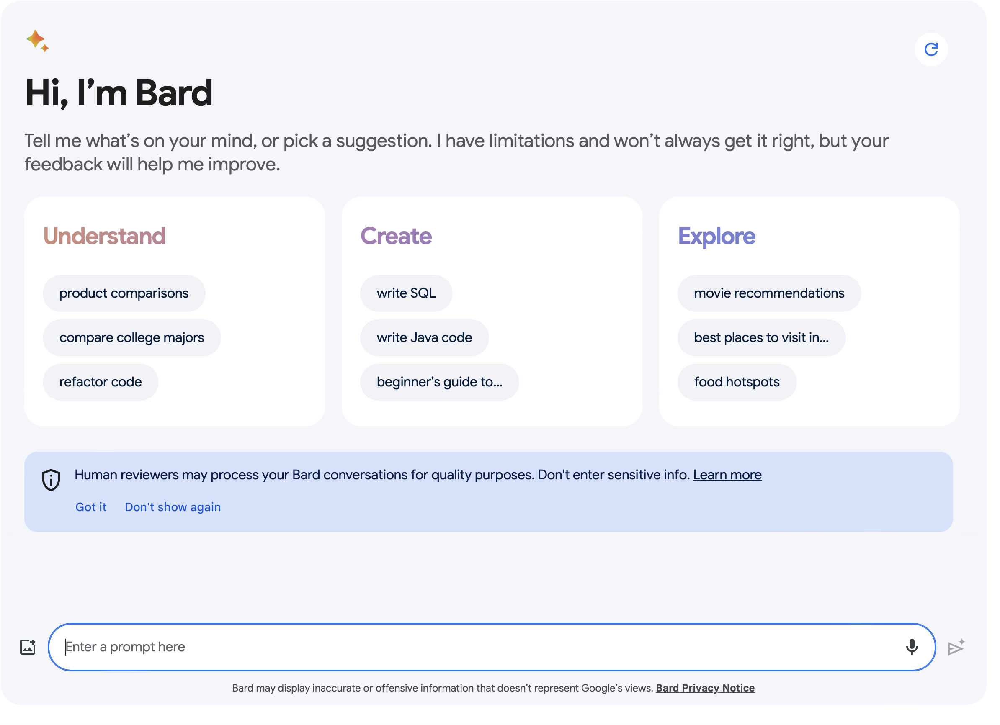 Hi, I’m Bard
Tell me what’s on your mind, or pick a suggestion. I have limitations and won’t always get it right, but your
feedback will help me improve.
Understand
product comparisons
compare college majors
refactor code
Create
write SQL
write Java code
beginner’s guide to...
Explore
movie recommendations
best places to visit in...
food hotspots
Human reviewers may process your Bard conversations for quality purposes. Don't enter sensitive info. Learn more
Got it Don't show again
Enter a prompt here
Bard may display inaccurate or offensive information that doesn’t represent Google’s views. Bard Privacy Notice